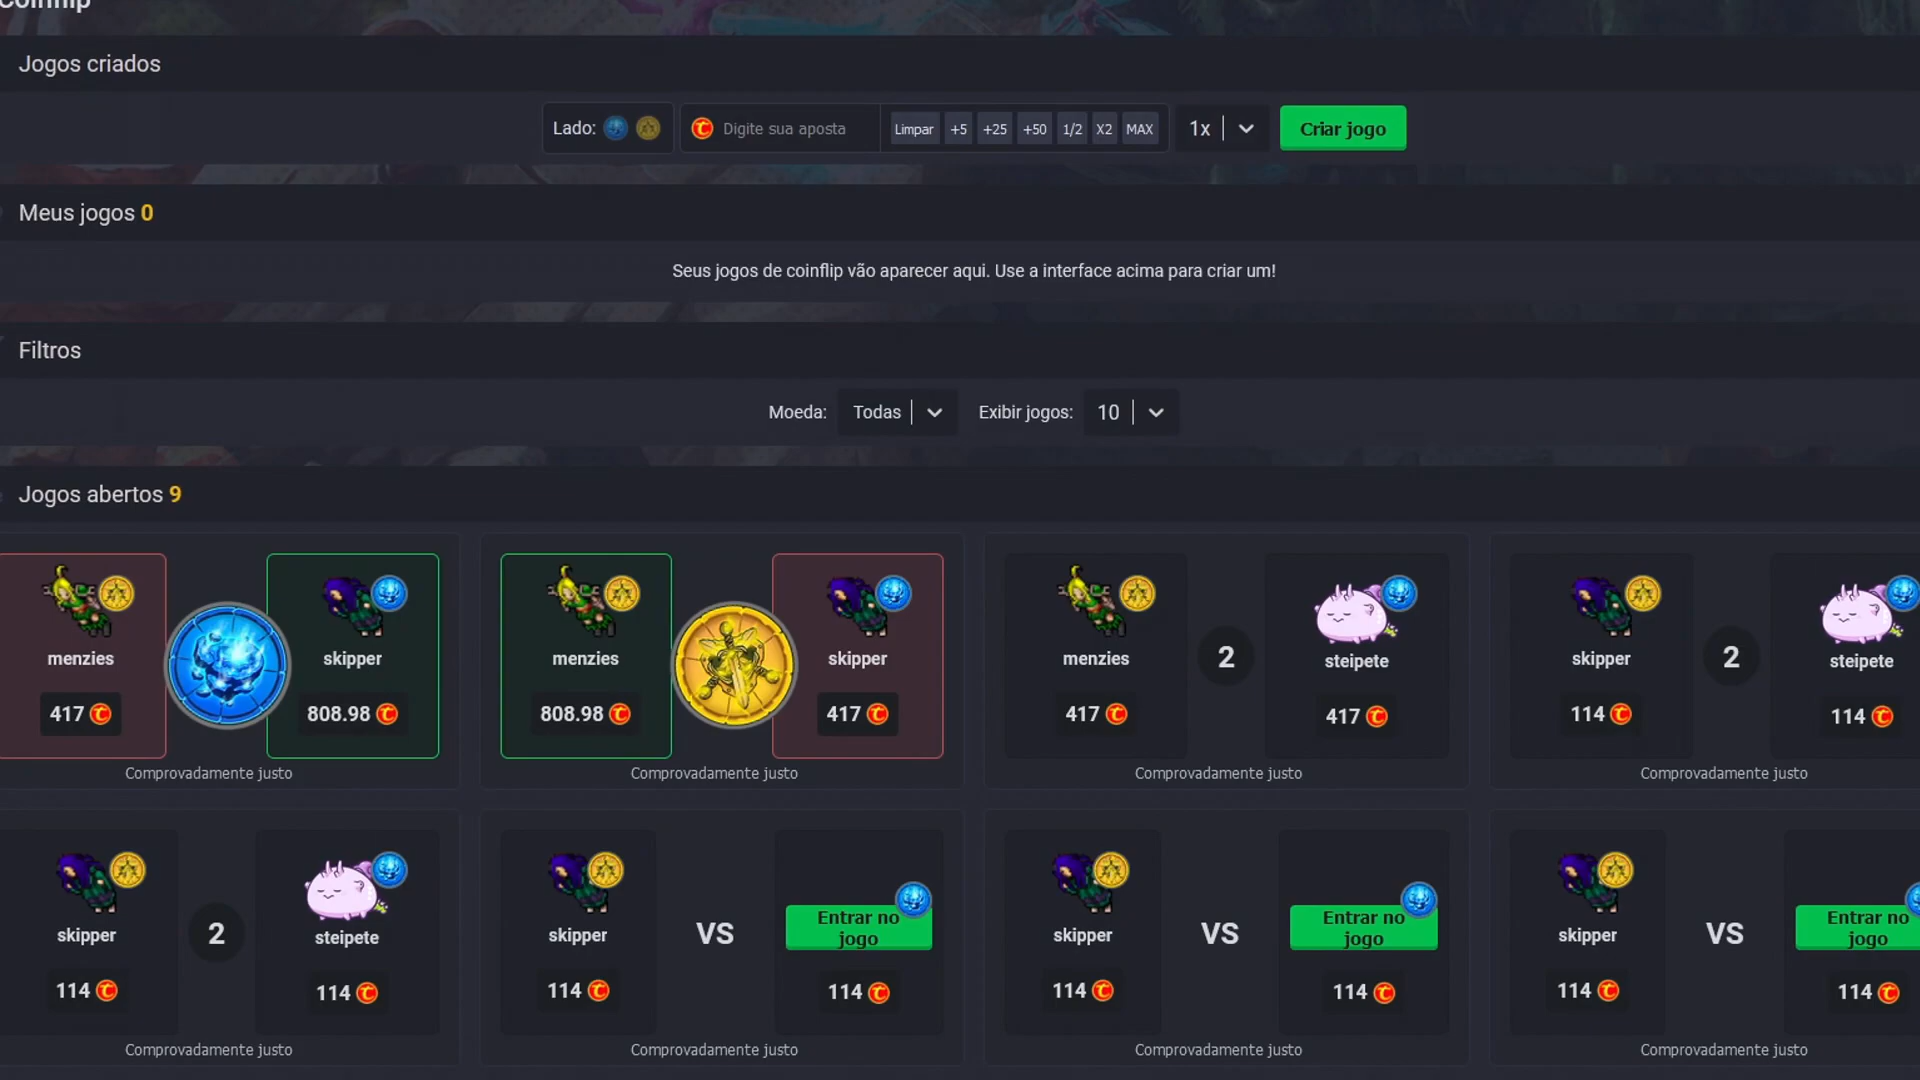 Coinflip
Jogos criados
Lado:
Digite sua aposta
Limpar +5 +25 +50 1/2 X2 MAX
1x
Criar jogo
Meus jogos 0
Seus jogos de coinflip vão aparecer aqui. Use a interface acima para criar um!
Filtros
Moeda: Todas
Exibir jogos: 10
Jogos abertos 9
menzies
417
skipper
808.98
Comprovadamente justo
menzies
808.98
skipper
417
Comprovadamente justo
menzies
417
2
steipete
417
Comprovadamente justo
skipper
114
2
steipete
114
Comprovadamente justo
skipper
114
2
steipete
114
Comprovadamente justo
skipper
114
VS
Entrar no
jogo
114
Comprovadamente justo
skipper
114
VS
Entrar no
jogo
114
Comprovadamente justo
skipper
114
VS
Entrar no
jogo
114
Comprovadamente justo